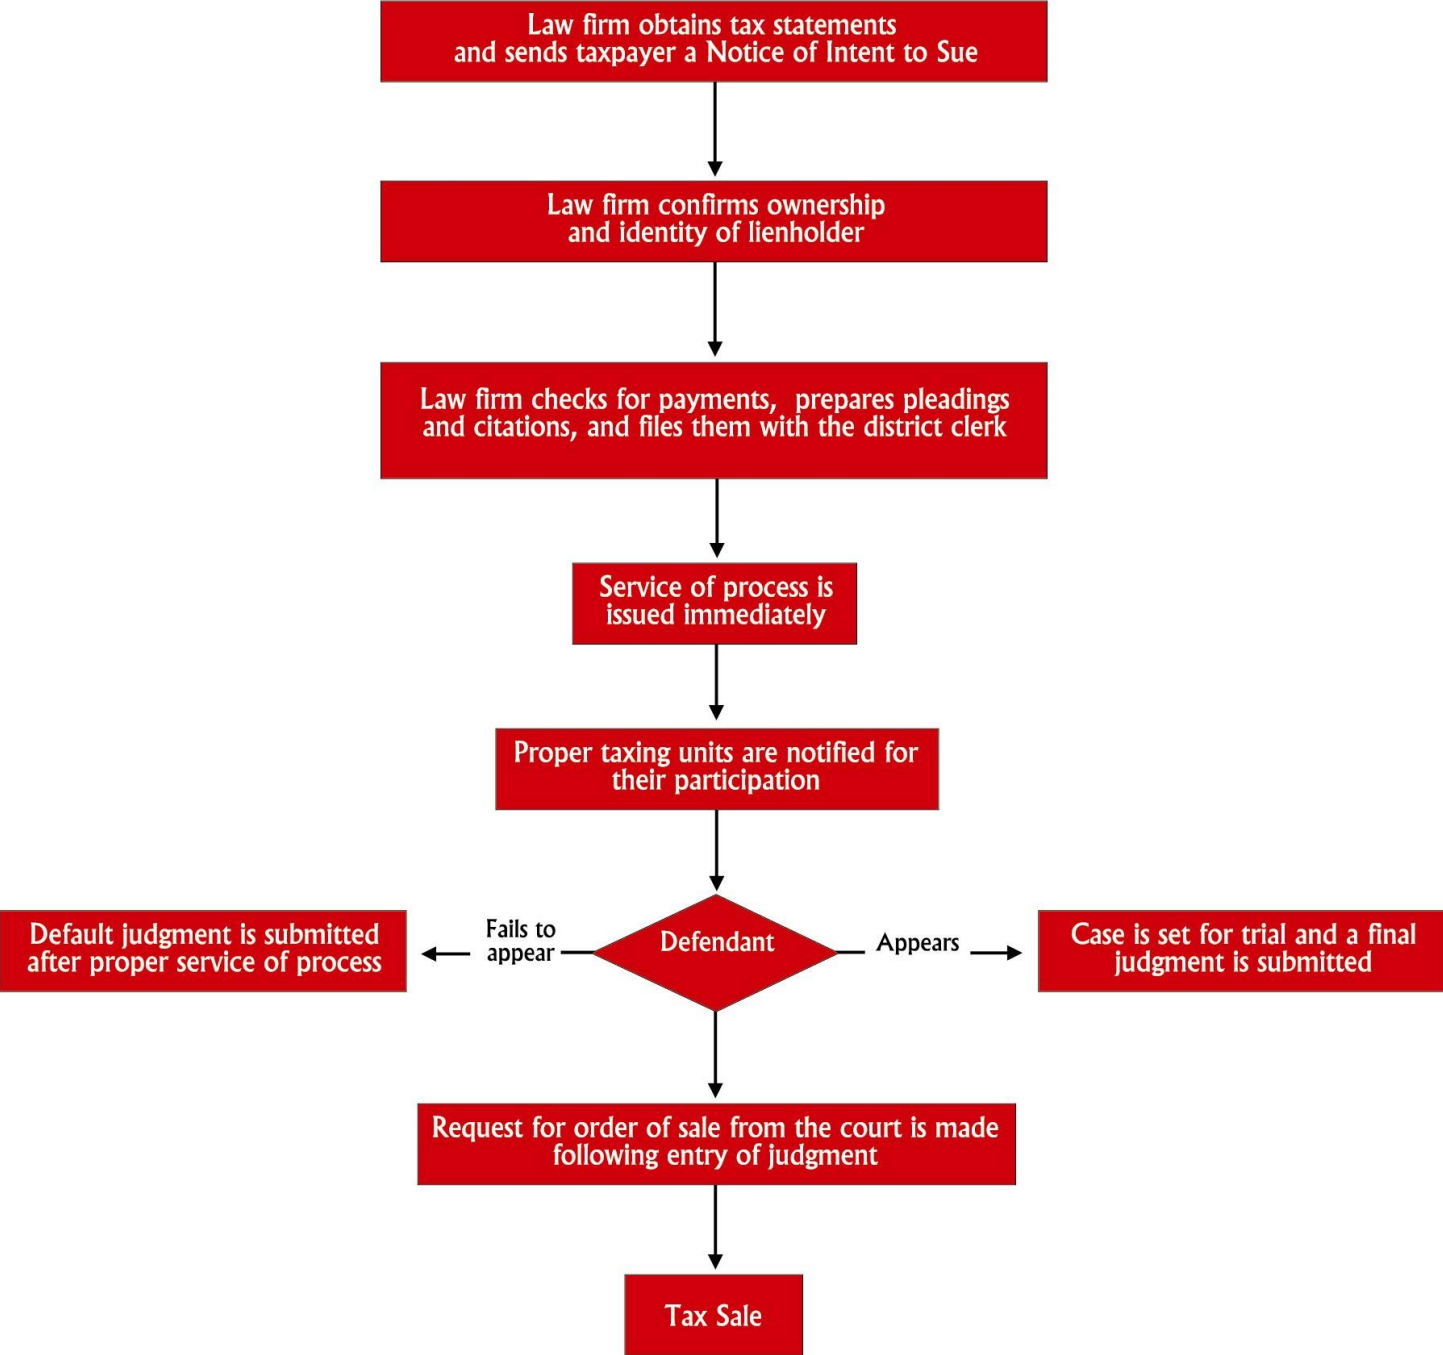 Law firm obtains tax statements
and sends taxpayer a Notice of Intent to Sue
Law firm confirms ownership
and identity of lienholder
Law firm checks for payments,  prepares pleadings
and citations, and files them with the district clerk
Service of process is
issued immediately
Proper taxing units are notified for
their participation
Default judgment is submitted
after proper service of process
Fails to
appear
Defendant
Appears
Case is set for trial and a final
judgment is submitted
Request for order of sale from the court is made
following entry of judgment
Tax Sale